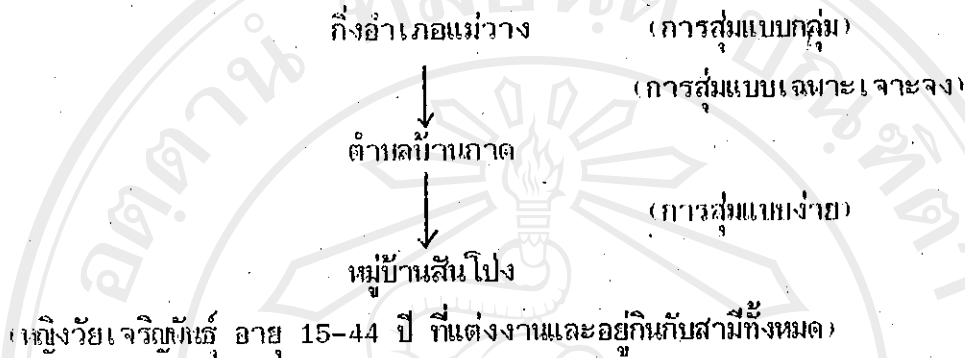 กิ่งอำเภอแม่วาง (การสุ่มแบบกลุ่ม)
(การสุ่มแบบเฉพาะเจาะจง)
ตำบลบ้านกาด
(การสุ่มแบบง่าย)
หมู่บ้านสันโป่ง
(หญิงวัยเจริญพันธุ์ อายุ 15-44 ปี ที่แต่งงานและอยู่กินกับสามีทั้งหมด)